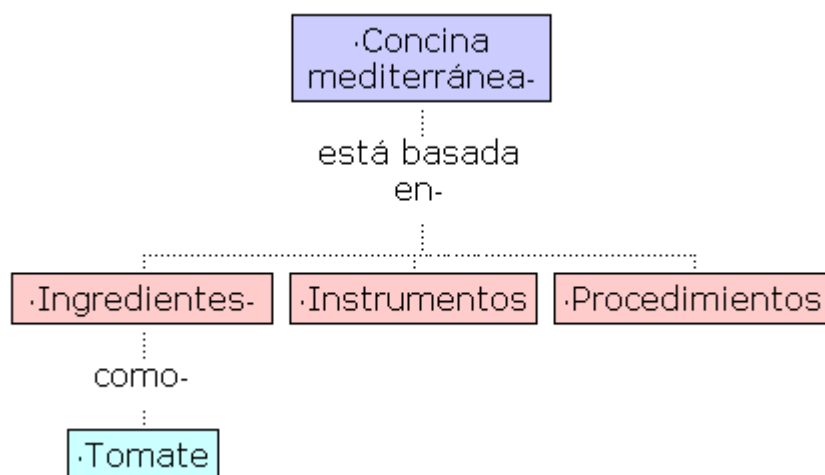 ·Concina
mediterránea-
está basada
en-
·Ingredientes-
·Instrumentos
·Procedimientos
como-
·Tomate